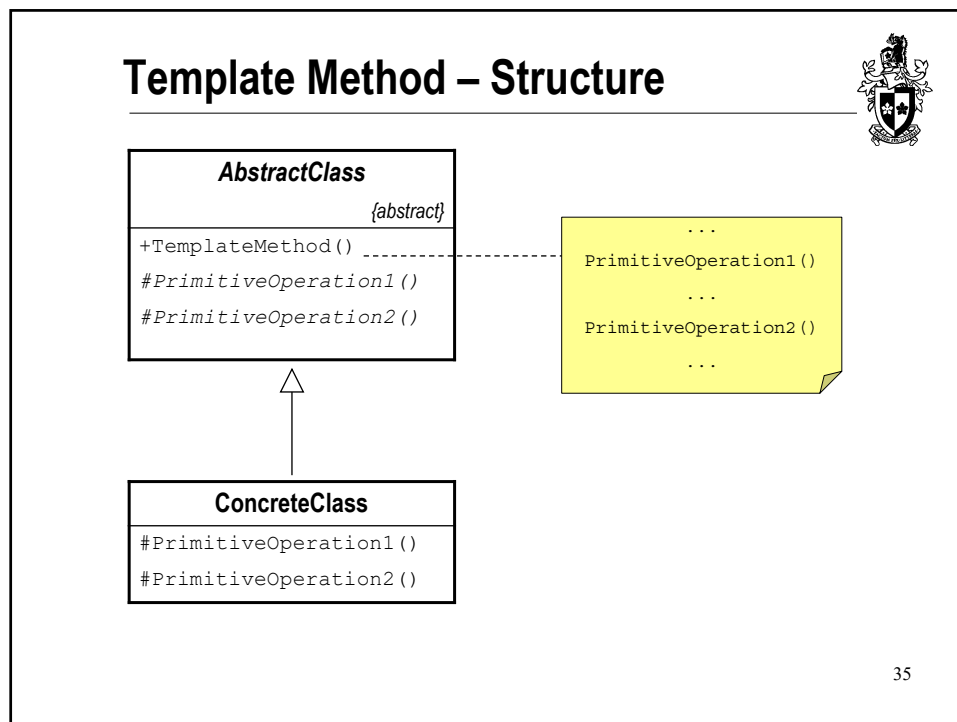 Template Method – Structure
AbstractClass
{abstract}
+TemplateMethod()
#PrimitiveOperation1()
#PrimitiveOperation2()
...
PrimitiveOperation1()
...
PrimitiveOperation2()
...
ConcreteClass
#PrimitiveOperation1()
#PrimitiveOperation2()
35